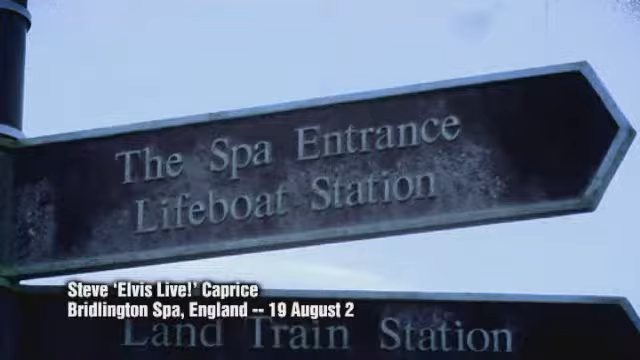 The Spa Entrance
Lifeboat Station
Steve ‘Elvis Live!’ Caprice
Bridlington Spa, England -- 19 August 2
Land Train Station